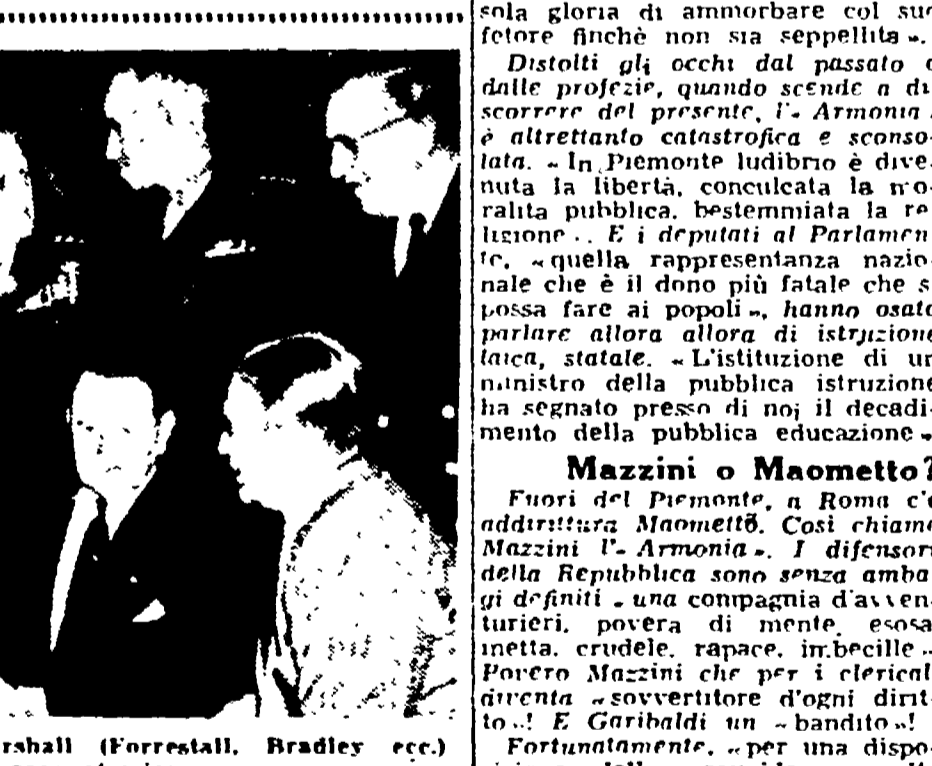 rshall (Forrestall, Bradley ecc.)
sola gloria di ammorbare col suo
fetore finchè non sia seppellita».
Distolti gli occhi dal passato e
dalle profezie, quando scende a di
scorrere del presente, l'«Armonia»
è altrettanto catastrofica e sconso-
lata. «In Piemonte ludibrio è dive-
nuta la libertà, conculcata la mo-
ralità pubblica, bestemmiata la re
ligione... E i deputati al Parlamen
to, «quella rappresentanza nazio-
nale che è il dono più fatale che si
possa fare ai popoli», hanno osato
parlare allora allora di istruzione
laica, statale. «L'istituzione di un
ministro della pubblica istruzione
ha segnato presso di noi il decadi-
mento della pubblica educazione»
Mazzini o Maometto?
Fuori del Piemonte, a Roma c'è
addirittura Maometto. Così chiama
Mazzini l'«Armonia». I difensori
della Repubblica sono senza amba-
gi definiti «una compagnia d'avven-
turieri, povera di mente, esosa
inetta, crudele, rapace, imbecille».
Povero Mazzini che per i clericali
diventa «sovvertitore d'ogni dirit-
to»! E Garibaldi un «bandito»!
Fortunatamente, «per una dispo-